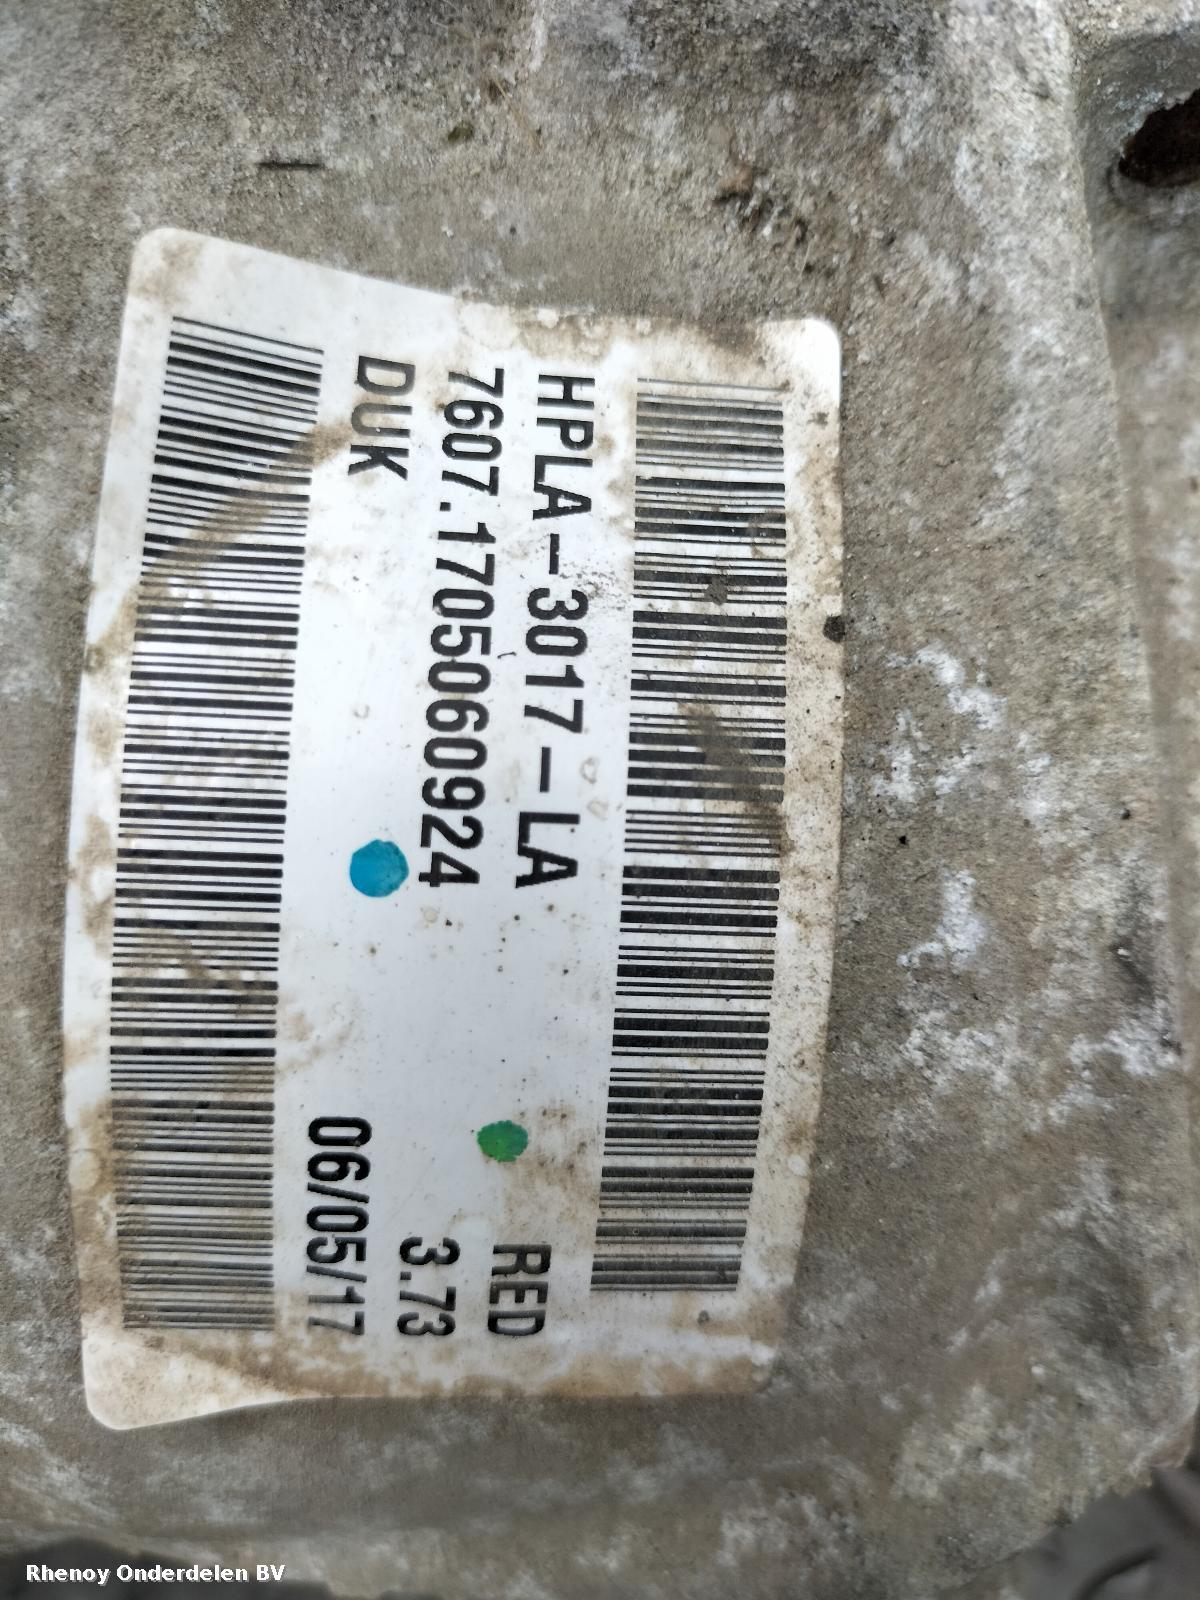 HPLA-3017-LA RED
7607.1705060924 3.73
DUK 06/05/17
Rhenoy Onderdelen BV